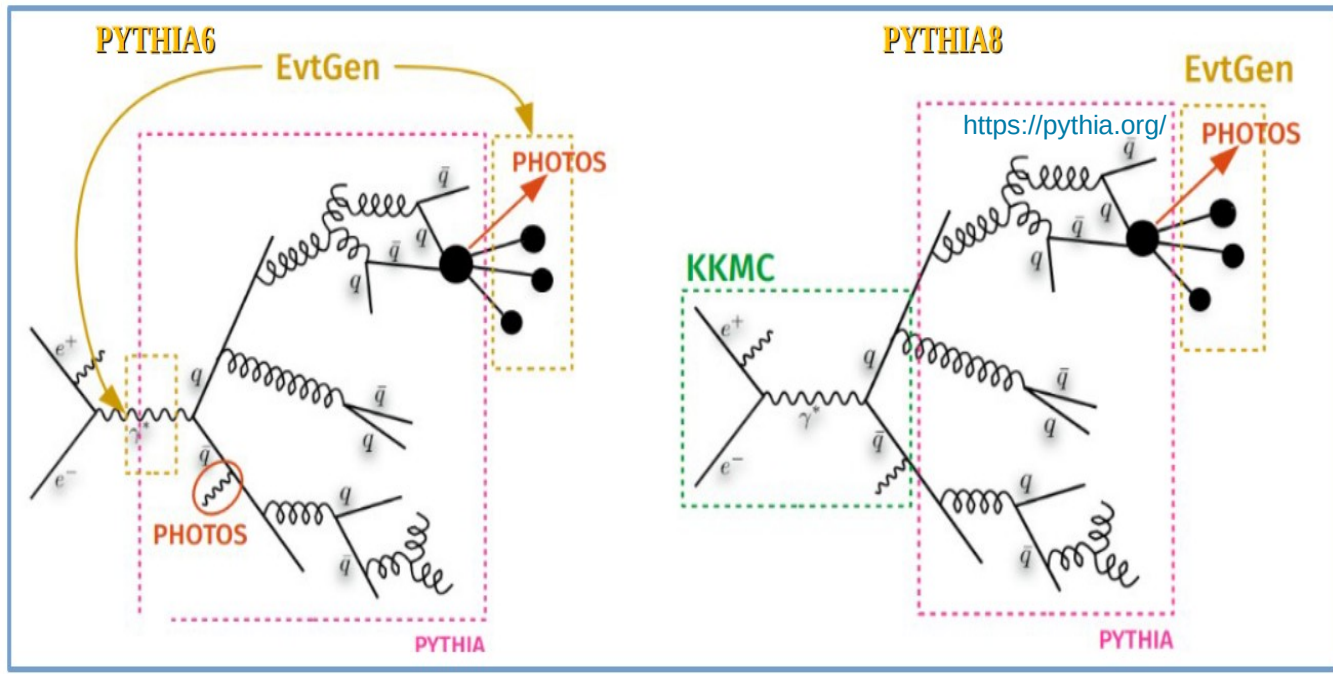 PYTHIA6
EvtGen
PHOTOS
q̄
q
q̄
q
e⁺
q
γ*
q̄
q
q̄
e⁻
PHOTOS
q
q̄
PYTHIA
PYTHIA8
EvtGen
https://pythia.org/
PHOTOS
q̄
q
q̄
q
KKMC
e⁺
q
γ*
q̄
q
q̄
e⁻
q
q̄
PYTHIA